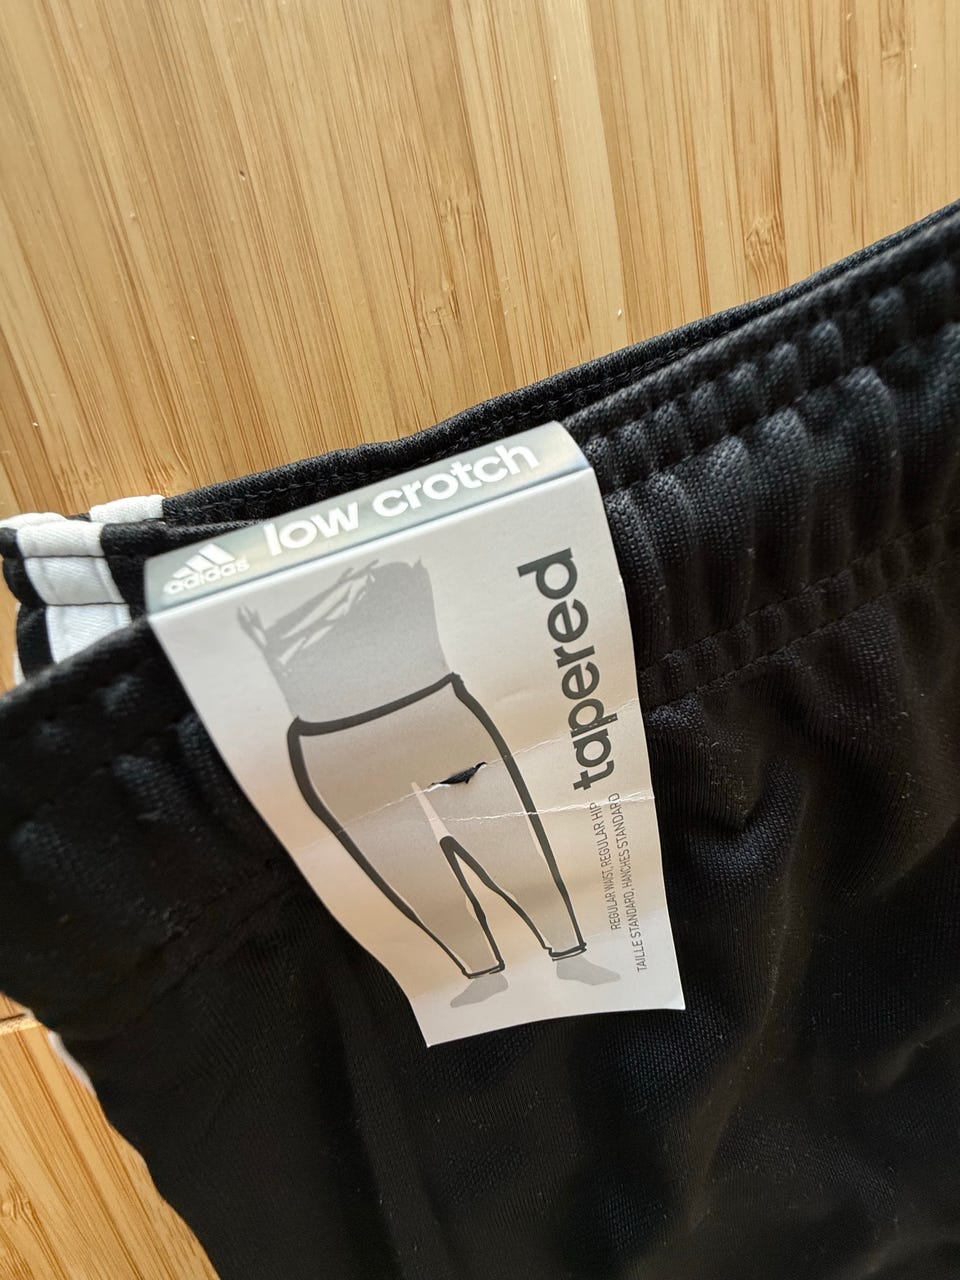 adidas
low crotch
tapered
REGULAR WAIST, REGULAR HIP
TAILLE STANDARD, HANCHES STANDARD